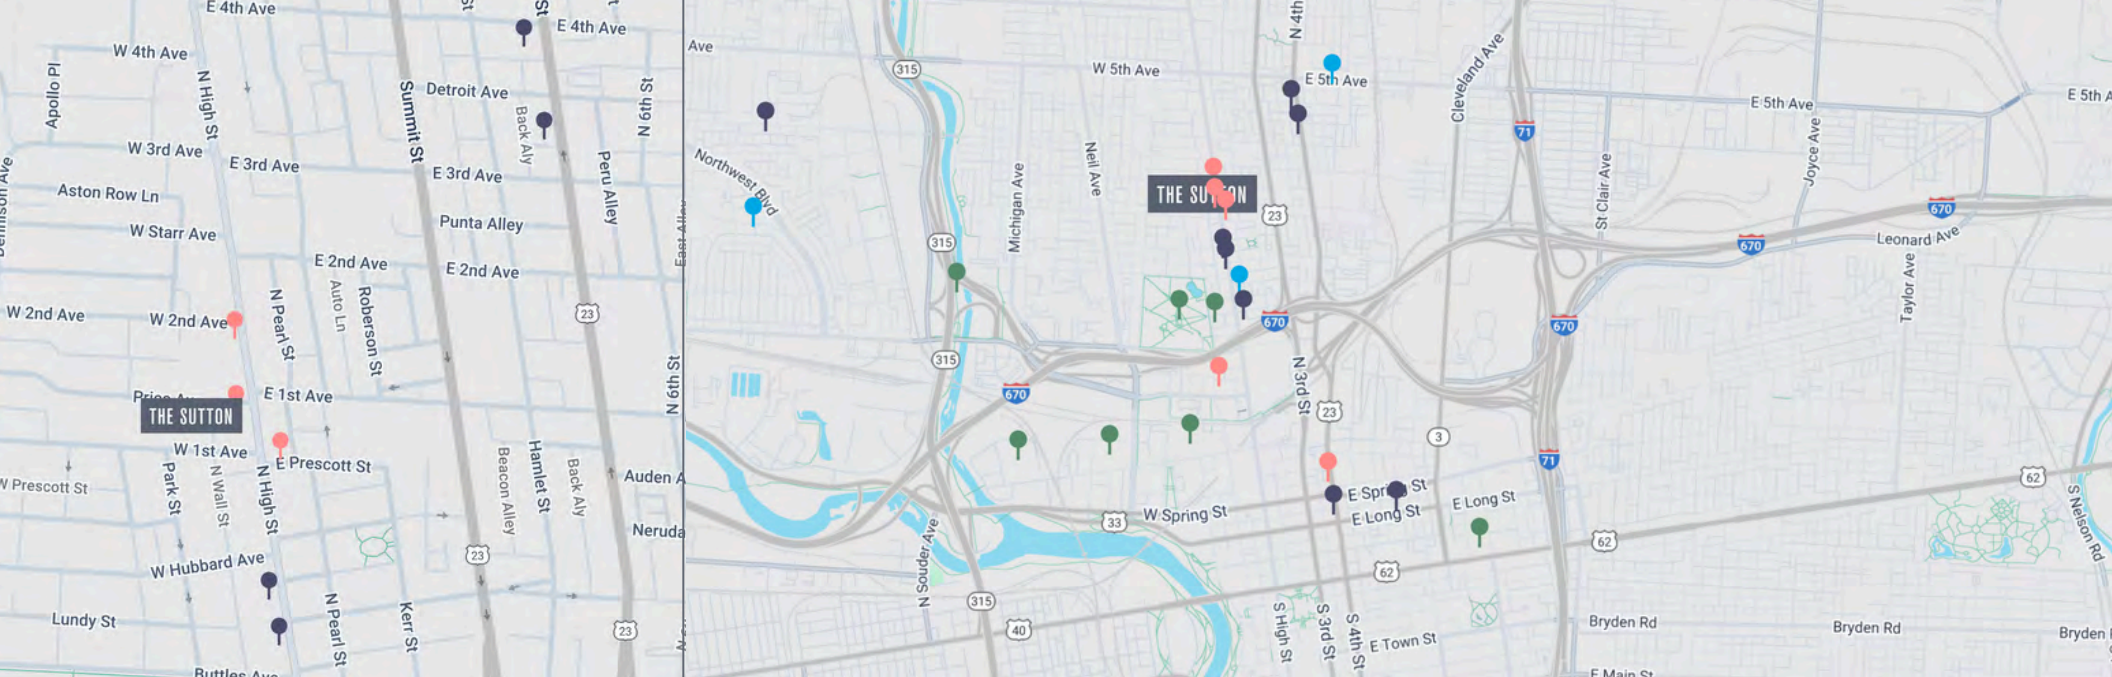 E 4th Ave
St
St
E 4th Ave
W 4th Ave
Apollo Pl
N High St
Summit St
Detroit Ave
Back Aly
N 6th St
W 3rd Ave
E 3rd Ave
E 3rd Ave
Peru Alley
Aston Row Ln
Punta Alley
W Starr Ave
E 2nd Ave
E 2nd Ave
East Alley
N Pearl St
Auto Ln
Roberson St
23
W 2nd Ave
W 2nd Ave
E 1st Ave
N 6th St
THE SUTTON
W 1st Ave
E Prescott St
W Prescott St
Park St
N Wall St
N High St
Beacon Alley
Hamlet St
Back Aly
Auden A
Neruda
23
W Hubbard Ave
Lundy St
N Pearl St
Kerr St
23
Buttles Ave
Ave
315
W 5th Ave
N 4th
E 5th Ave
Cleveland Ave
E 5th Ave
E 5th A
71
Northwest Blvd
Michigan Ave
Neil Ave
THE SUTTON
23
St Clair Ave
Joyce Ave
670
315
670
Leonard Ave
Taylor Ave
670
670
315
670
N 3rd St
23
3
71
62
S Nelson Rd
E Spring St
E Long St
E Long St
W Spring St
33
62
62
N Souder Ave
315
40
S High St
S 3rd St
S 4th St
E Town St
Bryden Rd
Bryden Rd
Bryden
E Main St